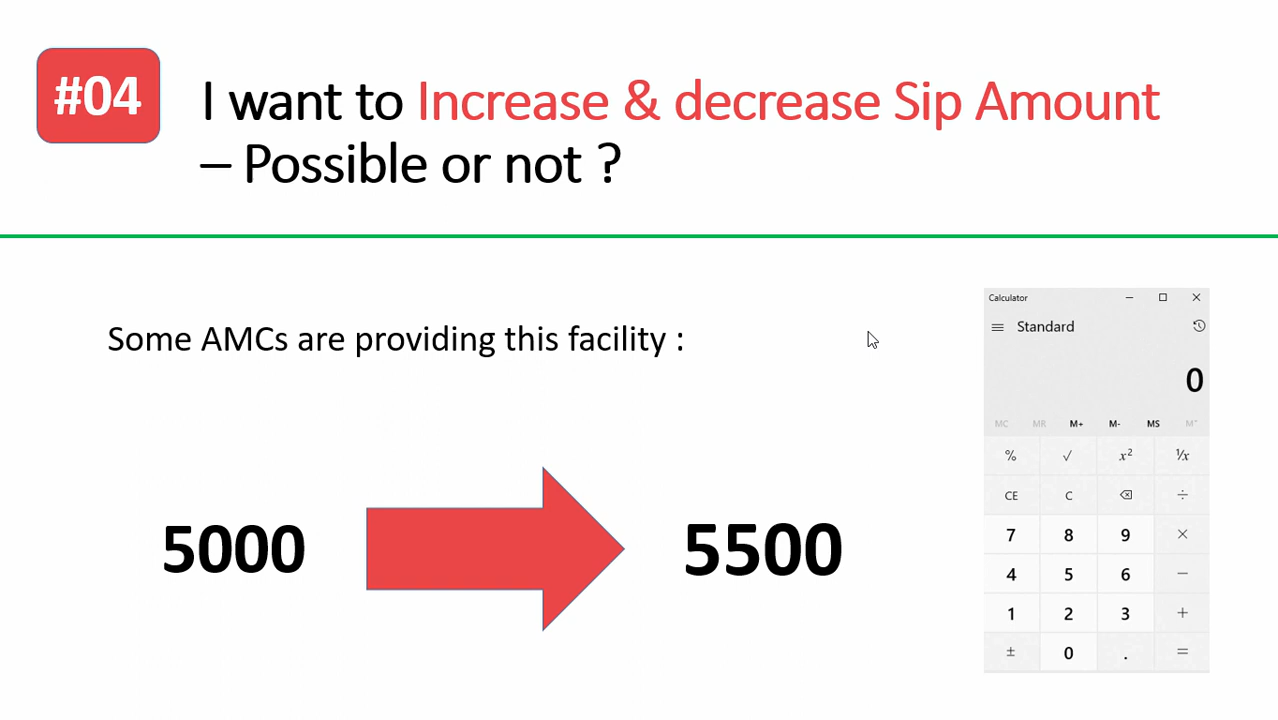 #04
I want to Increase & decrease Sip Amount
– Possible or not ?
Some AMCs are providing this facility :
5000
5500
Calculator
Standard
0
MC MR M+ M- MS M˅
% √ x² ¹/x
CE C ÷
7 8 9 ×
4 5 6 −
1 2 3 +
± 0 . =